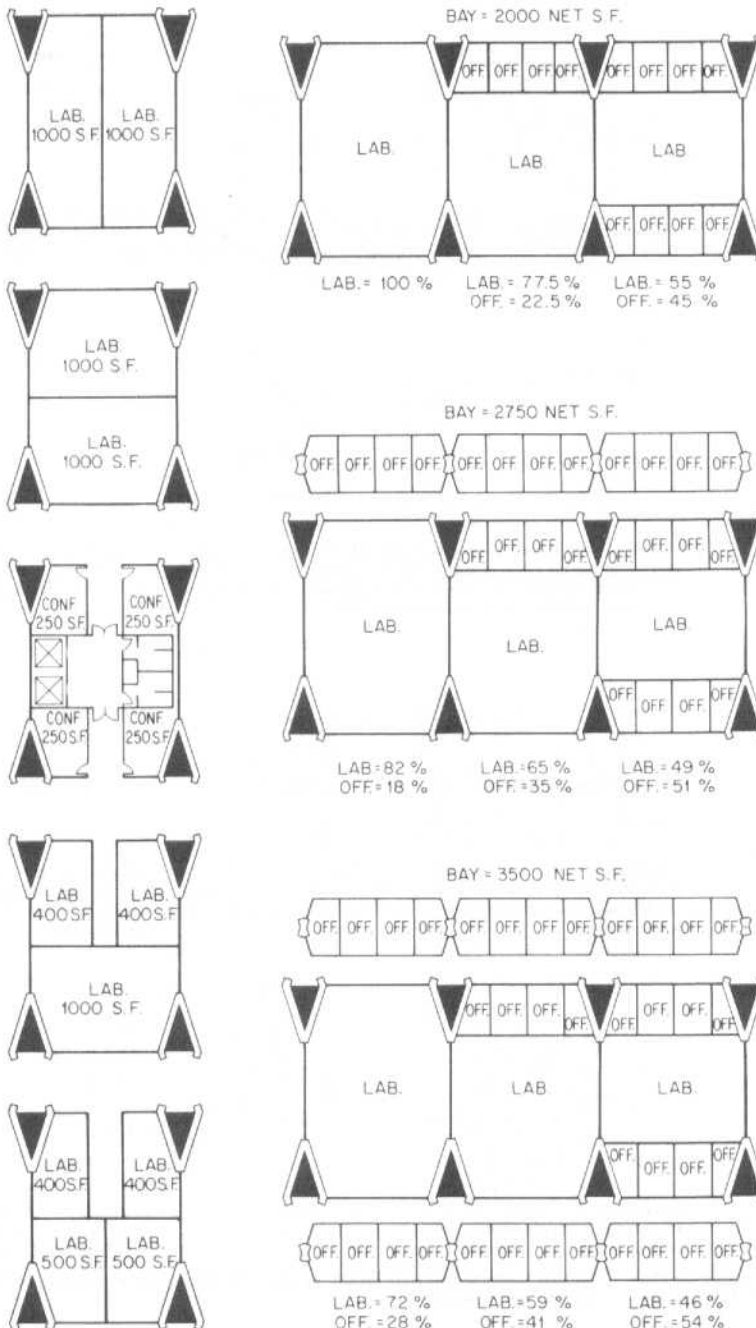 LAB. LAB.
1000 S.F. 1000 S.F.
LAB.
1000 S.F.
LAB.
1000 S.F.
CONF. CONF.
250 S.F. 250 S.F.
CONF. CONF.
250 S.F. 250 S.F.
LAB LAB.
400 S.F. 400 S.F.
LAB.
1000 S.F.
LAB. LAB.
400 S.F. 400 S.F.
LAB. LAB.
500 S.F. 500 S.F.
BAY = 2000 NET S.F.
OFF. OFF. OFF. OFF. OFF. OFF. OFF. OFF.
LAB. LAB. LAB
OFF. OFF. OFF. OFF.
LAB. = 100 % LAB. = 77.5 % LAB. = 55 %
OFF. = 22.5 % OFF. = 45 %
BAY = 2750 NET S.F.
OFF. OFF. OFF. OFF. OFF. OFF. OFF. OFF. OFF. OFF. OFF. OFF.
OFF. OFF. OFF. OFF. OFF. OFF. OFF. OFF.
LAB. LAB. LAB
OFF. OFF. OFF. OFF.
LAB. = 82 % LAB. = 65 % LAB. = 49 %
OFF. = 18 % OFF. = 35 % OFF. = 51 %
BAY = 3500 NET S.F.
OFF. OFF. OFF. OFF. OFF. OFF. OFF. OFF. OFF. OFF. OFF. OFF.
OFF. OFF. OFF. OFF. OFF. OFF. OFF. OFF.
LAB. LAB. LAB.
OFF. OFF. OFF. OFF.
OFF. OFF. OFF. OFF. OFF. OFF. OFF. OFF. OFF. OFF. OFF. OFF.
LAB. = 72 % LAB. = 59 % LAB. = 46 %
OFF. = 28 % OFF. = 41 % OFF. = 54 %